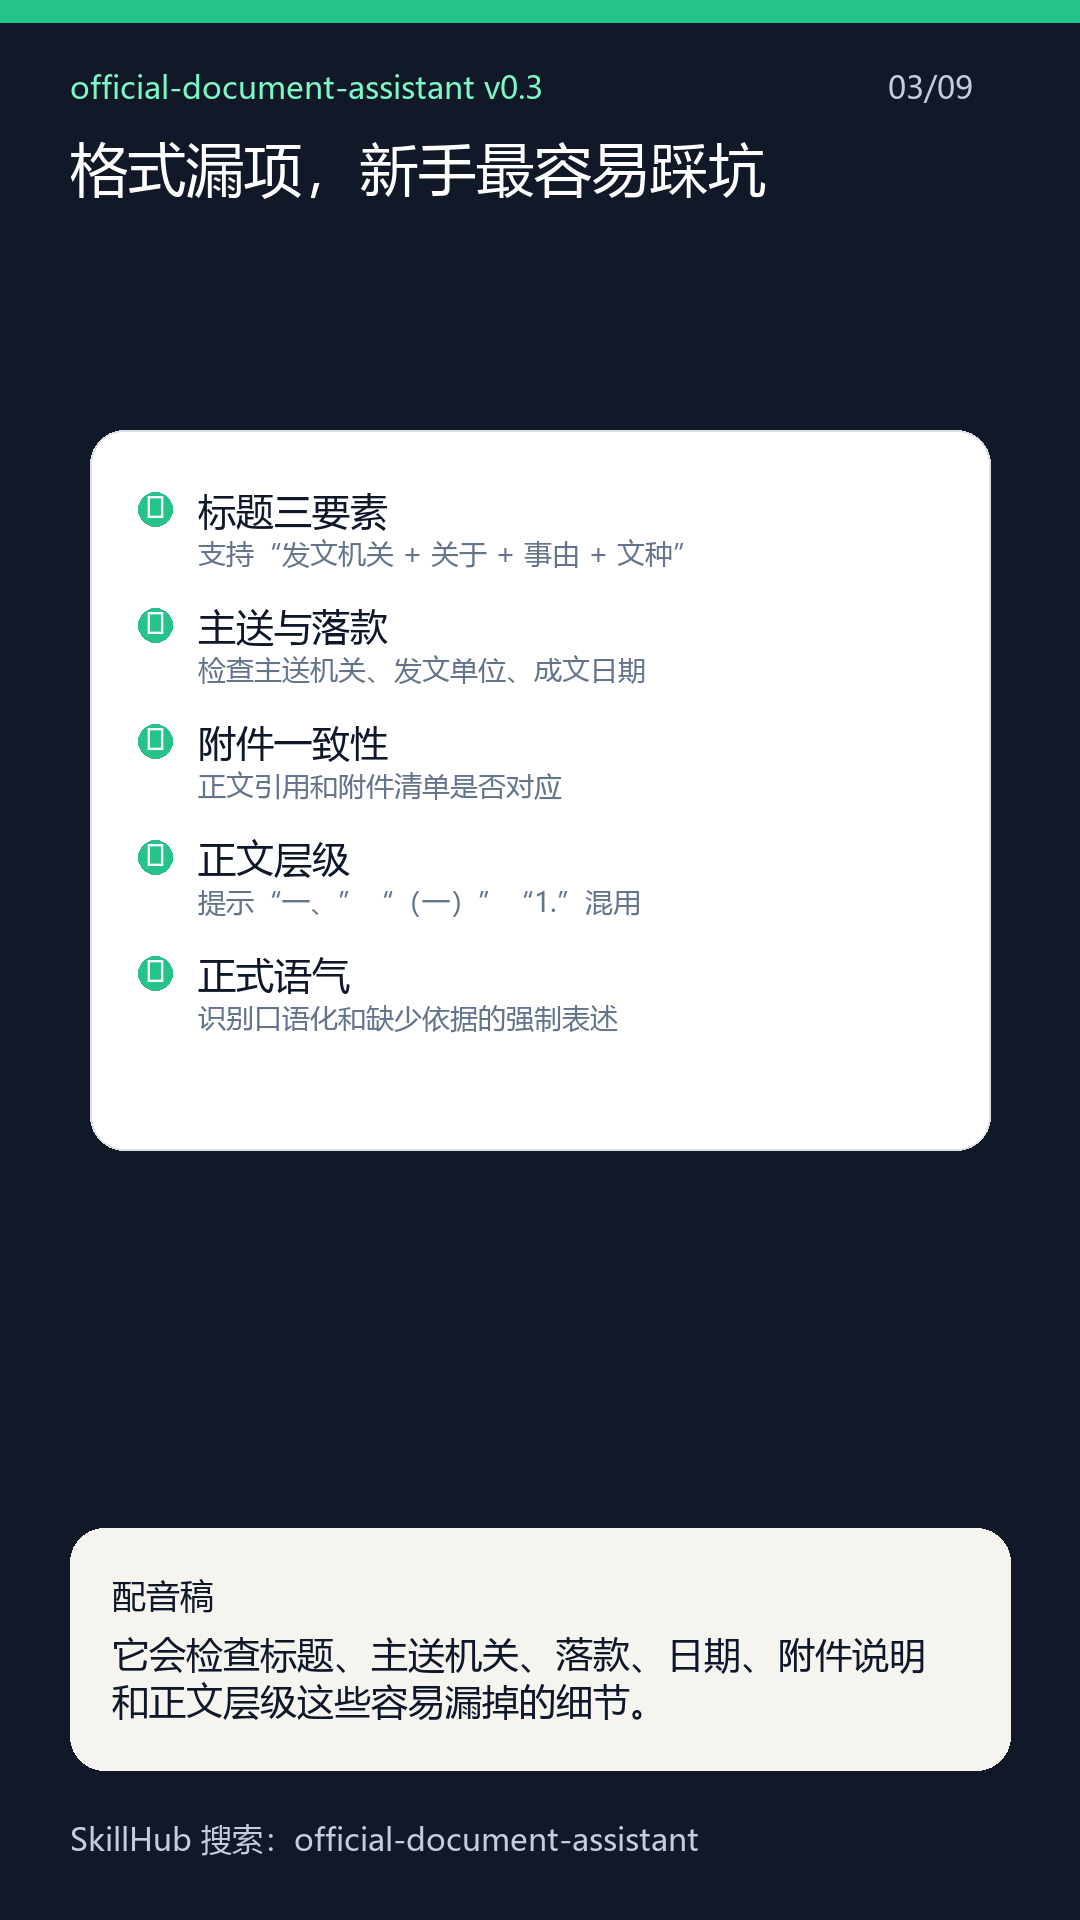 official-document-assistant v0.3
03/09
格式漏项，新手最容易踩坑
标题三要素
支持“发文机关 + 关于 + 事由 + 文种”
主送与落款
检查主送机关、发文单位、成文日期
附件一致性
正文引用和附件清单是否对应
正文层级
提示“一、”“（一）”“1.”混用
正式语气
识别口语化和缺少依据的强制表述
配音稿
它会检查标题、主送机关、落款、日期、附件说明
和正文层级这些容易漏掉的细节。
SkillHub 搜索：official-document-assistant